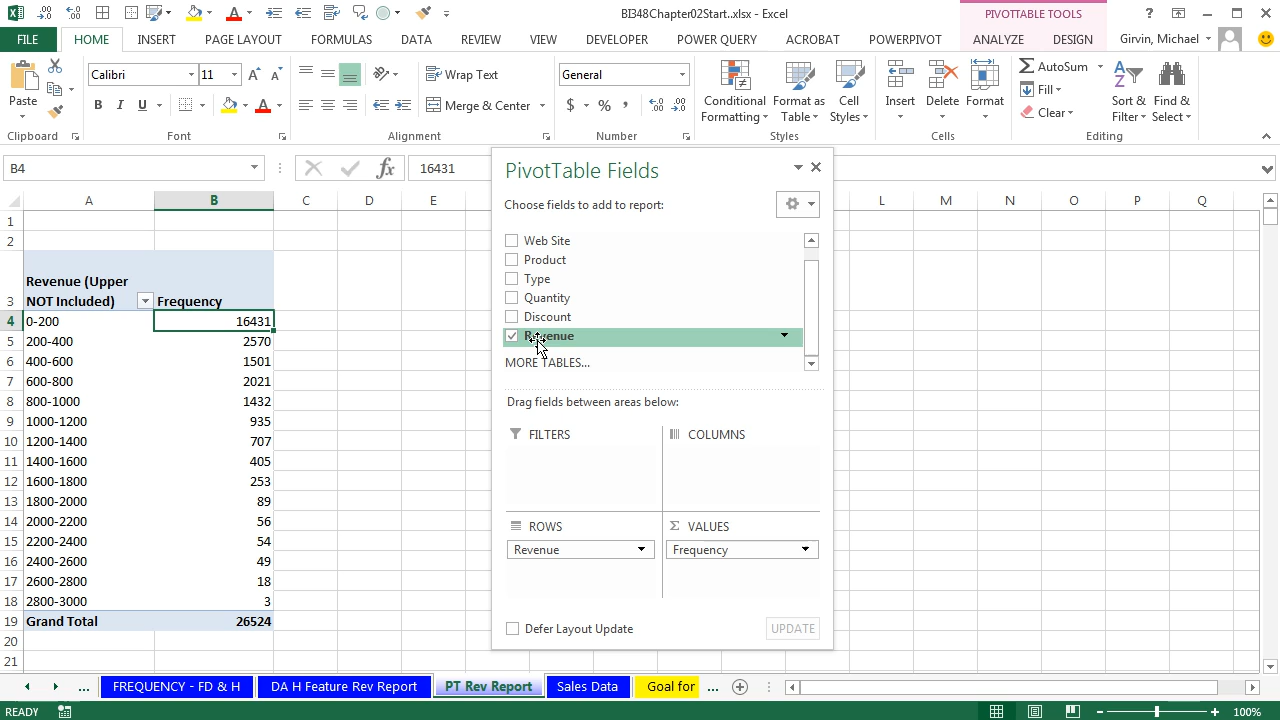 BI348Chapter02Start..xlsx - Excel
PIVOTTABLE TOOLS
FILE HOME INSERT PAGE LAYOUT FORMULAS DATA REVIEW VIEW DEVELOPER POWER QUERY ACROBAT POWERPIVOT ANALYZE DESIGN Girvin, Michael
Paste
Calibri 11
Wrap Text
General
Conditional Formatting
Format as Table
Cell Styles
Insert Delete Format
AutoSum
Fill
Clear
Sort & Filter
Find & Select
B I U
Merge & Center
$ % ,
Clipboard Font Alignment Number Styles Cells Editing
B4 fx 16431
A B C D E L M N O P Q
1
2
3 Revenue (Upper NOT Included) Frequency
4 0-200 16431
5 200-400 2570
6 400-600 1501
7 600-800 2021
8 800-1000 1432
9 1000-1200 935
10 1200-1400 707
11 1400-1600 405
12 1600-1800 253
13 1800-2000 89
14 2000-2200 56
15 2200-2400 54
16 2400-2600 49
17 2600-2800 18
18 2800-3000 3
19 Grand Total 26524
20
21
PivotTable Fields
Choose fields to add to report:
Web Site
Product
Type
Quantity
Discount
Revenue
MORE TABLES...
Drag fields between areas below:
FILTERS COLUMNS
ROWS VALUES
Revenue Frequency
Defer Layout Update UPDATE
... FREQUENCY - FD & H DA H Feature Rev Report PT Rev Report Sales Data Goal for ...
READY 100%